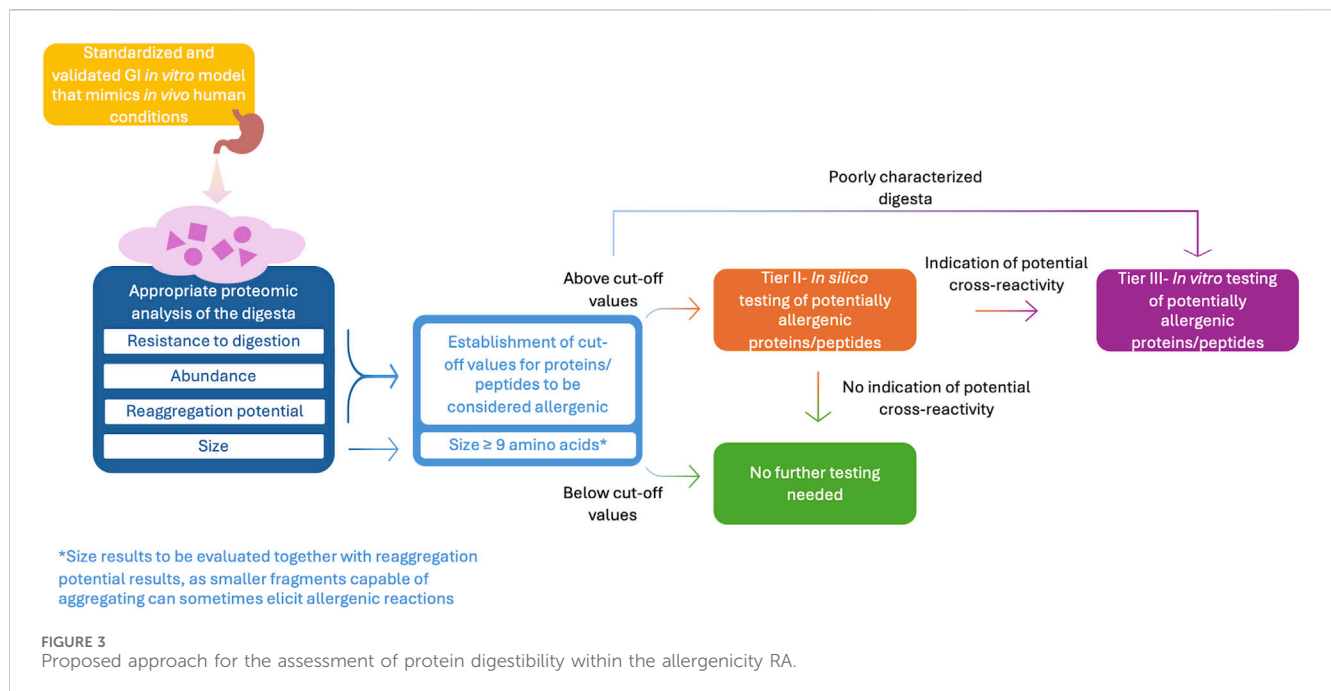 Standardized and
validated GI in vitro model
that mimics in vivo human
conditions
Appropriate proteomic
analysis of the digesta
Resistance to digestion
Abundance
Reaggregation potential
Size
Establishment of cut-
off values for proteins/
peptides to be
considered allergenic
Size ≥ 9 amino acids*
Poorly characterized
digesta
Above cut-off
values
Below cut-off
values
Tier II- In silico
testing of potentially
allergenic
proteins/peptides
Indication of potential
cross-reactivity
Tier III- In vitro testing
of potentially
allergenic
proteins/peptides
No indication of potential
cross-reactivity
No further testing
needed
*Size results to be evaluated together with reaggregation
potential results, as smaller fragments capable of
aggregating can sometimes elicit allergenic reactions
FIGURE 3
Proposed approach for the assessment of protein digestibility within the allergenicity RA.